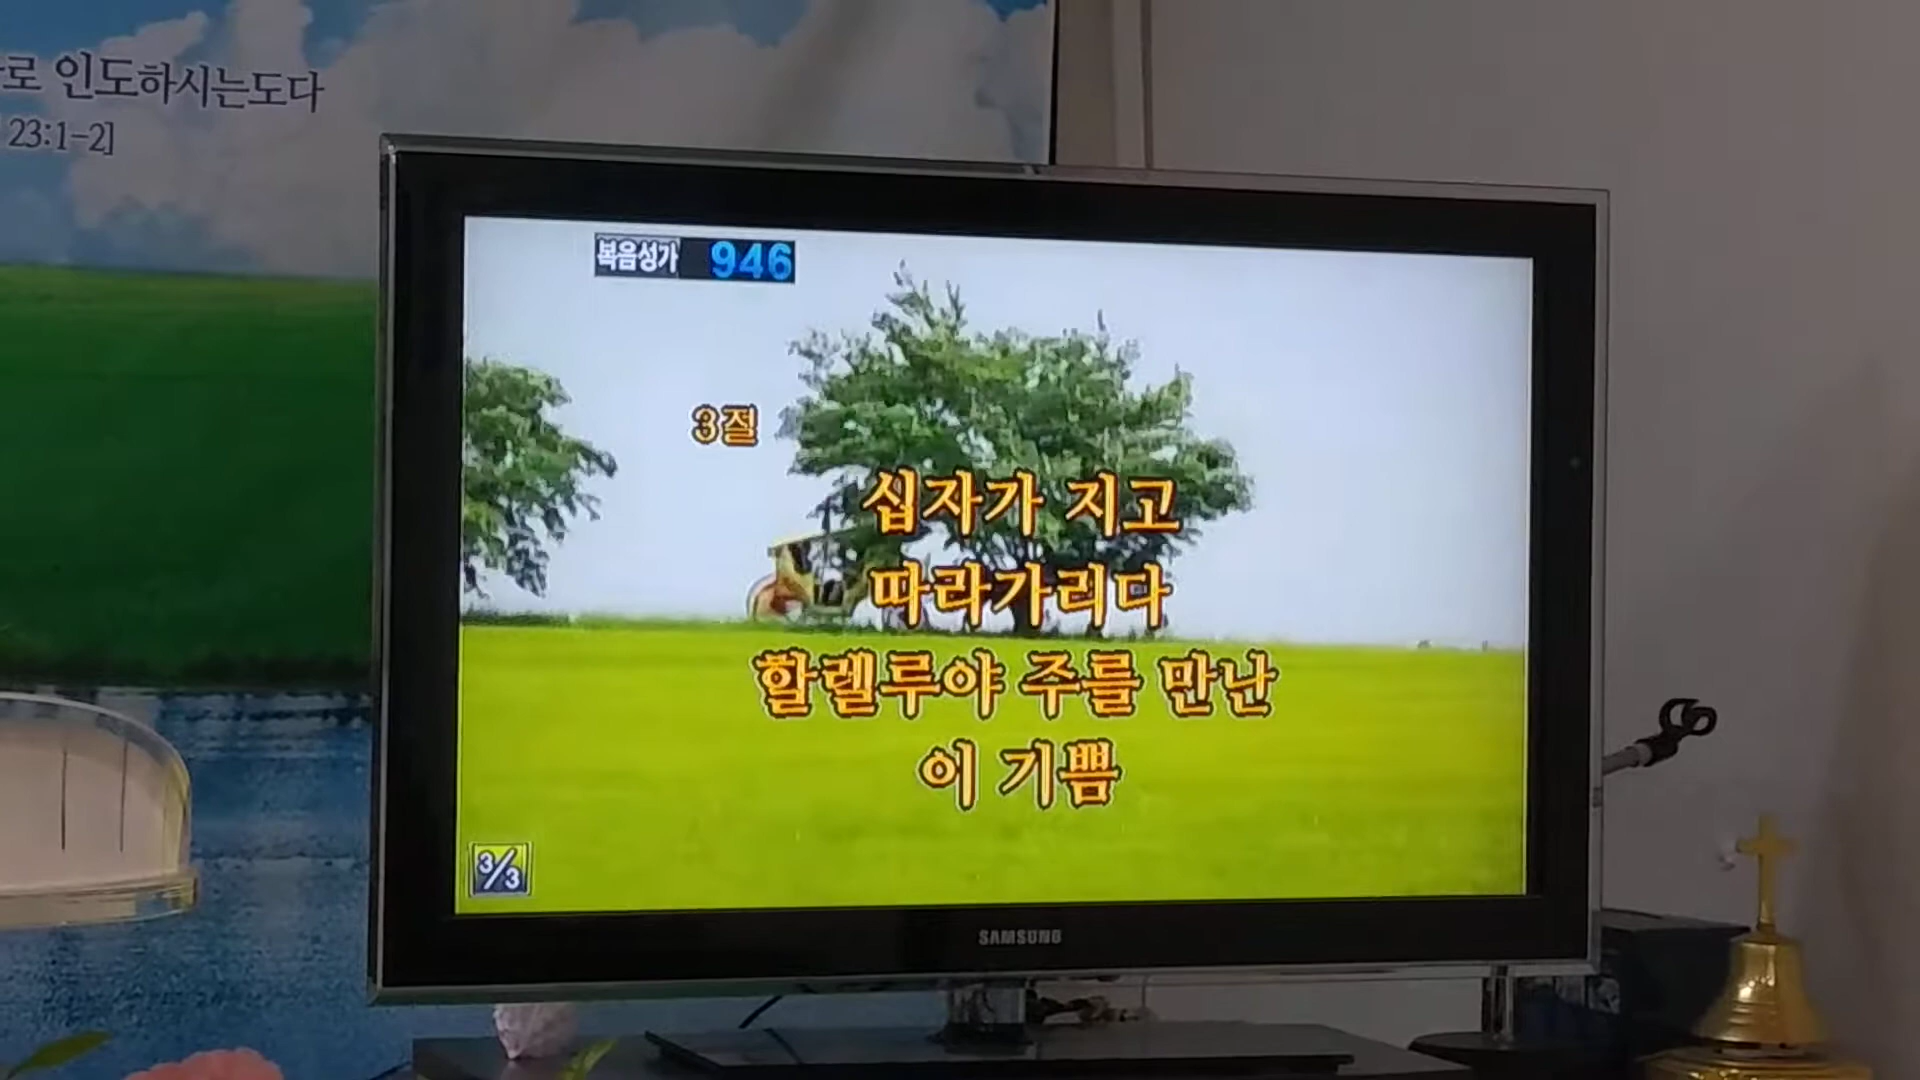 로 인도하시는도다
23:1-2]
복음성가 946
3절
십자가 지고
따라가리다
할렐루야 주를 만난
이 기쁨
3/3
SAMSUNG